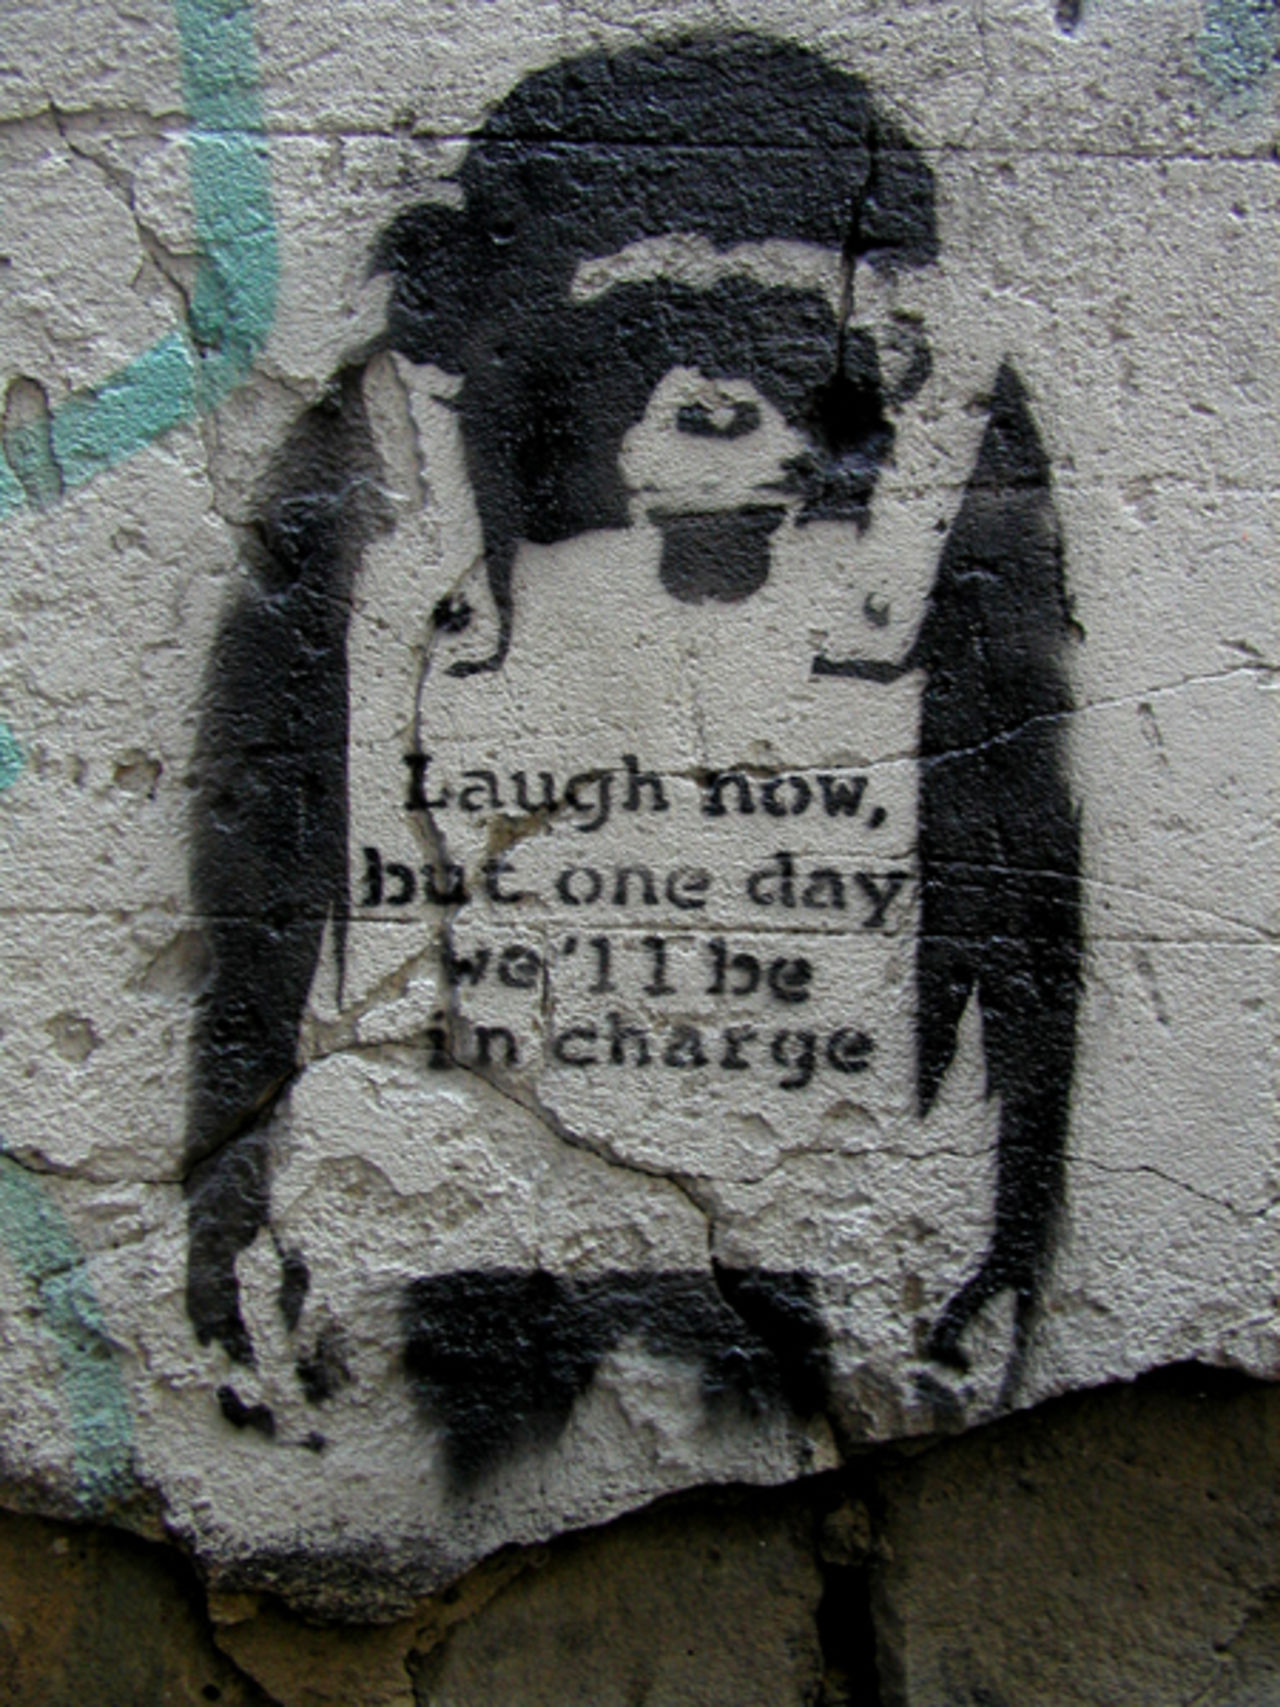 Laugh now,
but one day
we'll be
in charge